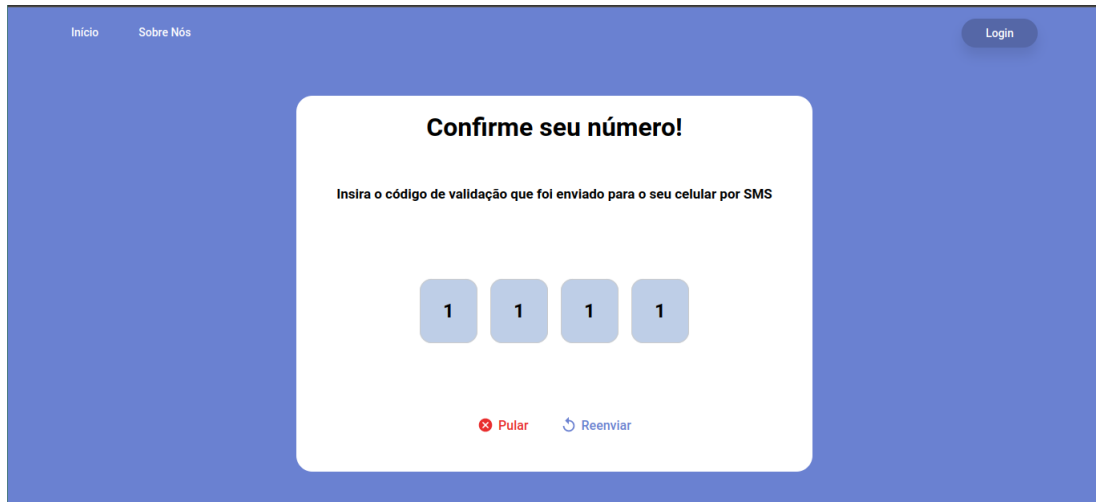 Início Sobre Nós Login
Confirme seu número!
Insira o código de validação que foi enviado para o seu celular por SMS
1 1 1 1
Pular Reenviar